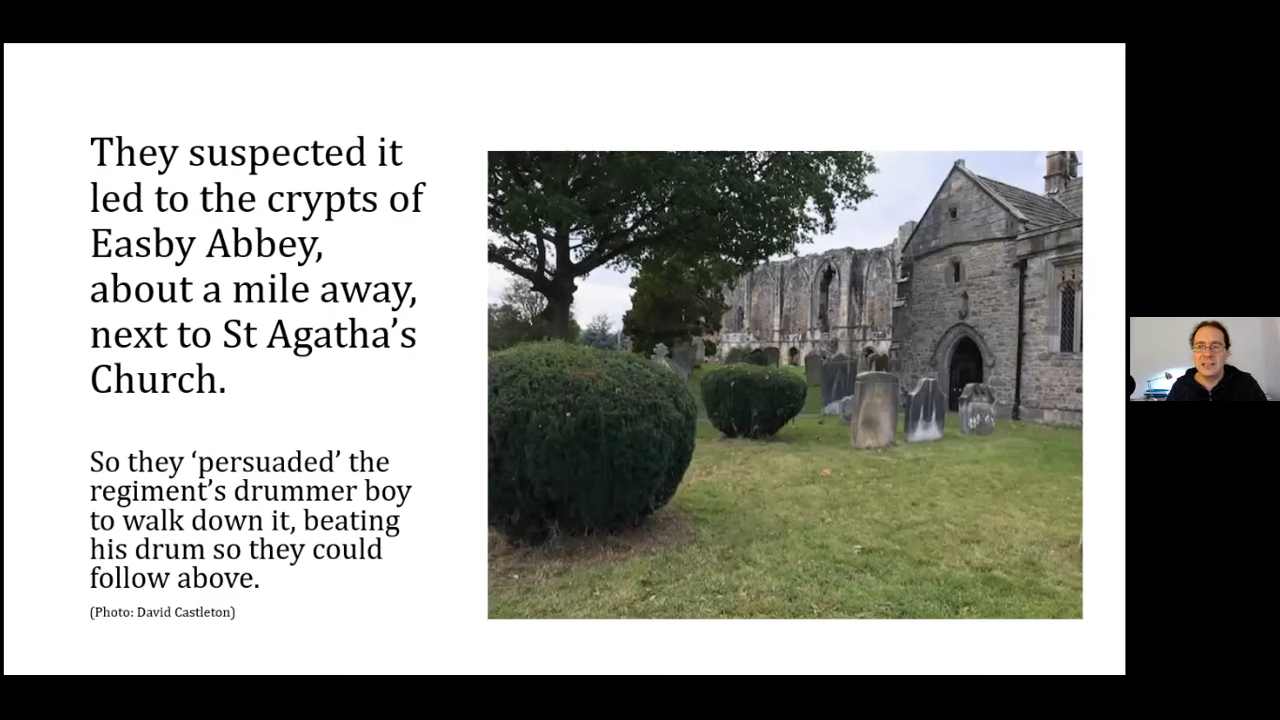 They suspected it
led to the crypts of
Easby Abbey,
about a mile away,
next to St Agatha’s
Church.
So they ‘persuaded’ the
regiment’s drummer boy
to walk down it, beating
his drum so they could
follow above.
(Photo: David Castleton)